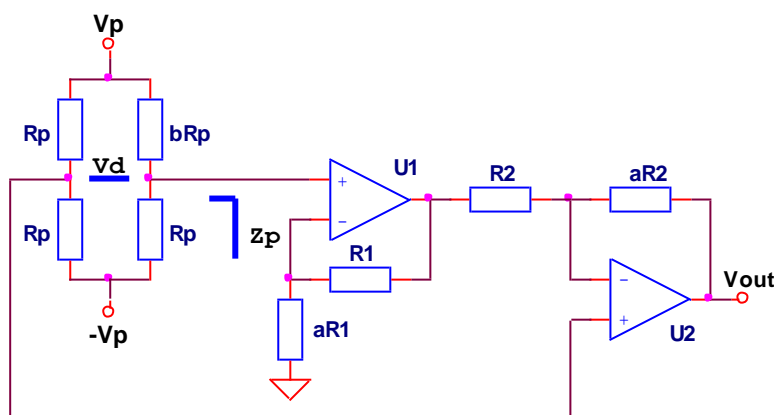 Vp
Rp
bRp
Vd
Rp
Rp
-Vp
Zp
+
-
U1
R1
aR1
R2
aR2
-
+
U2
Vout